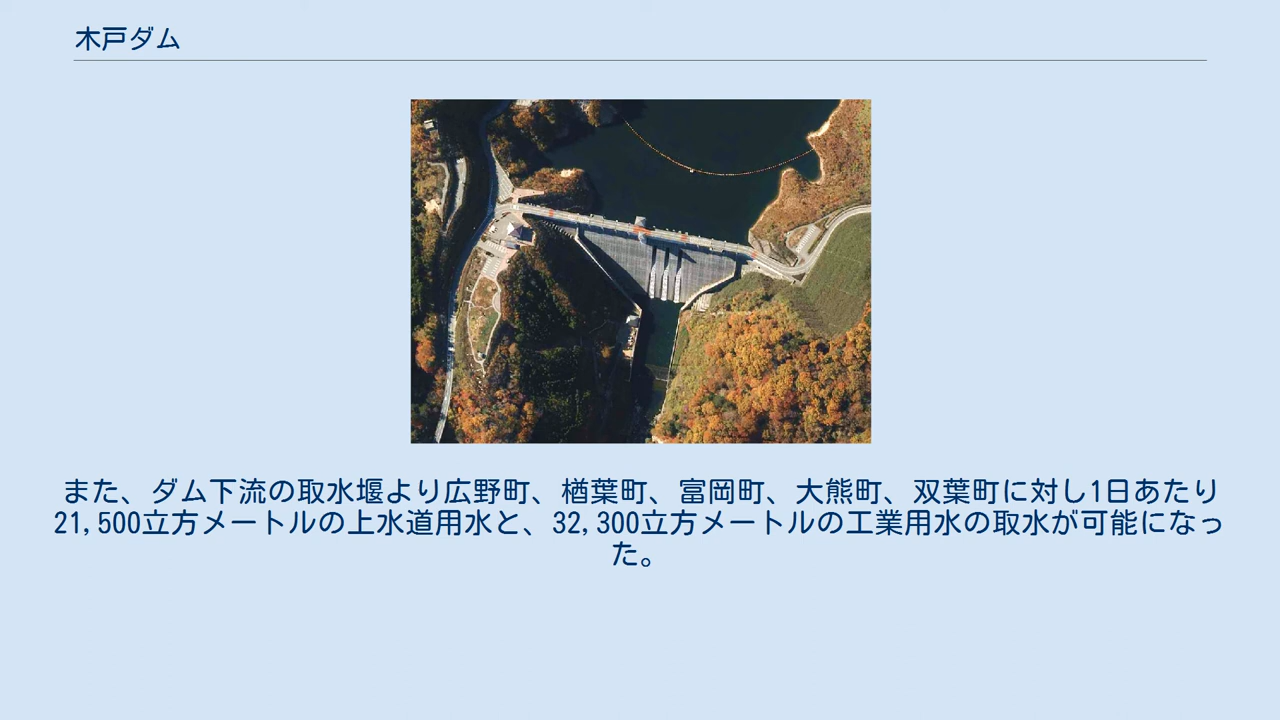 木戸ダム
また、ダム下流の取水堰より広野町、楢葉町、富岡町、大熊町、双葉町に対し1日あたり
21,500立方メートルの上水道用水と、32,300立方メートルの工業用水の取水が可能になっ
た。